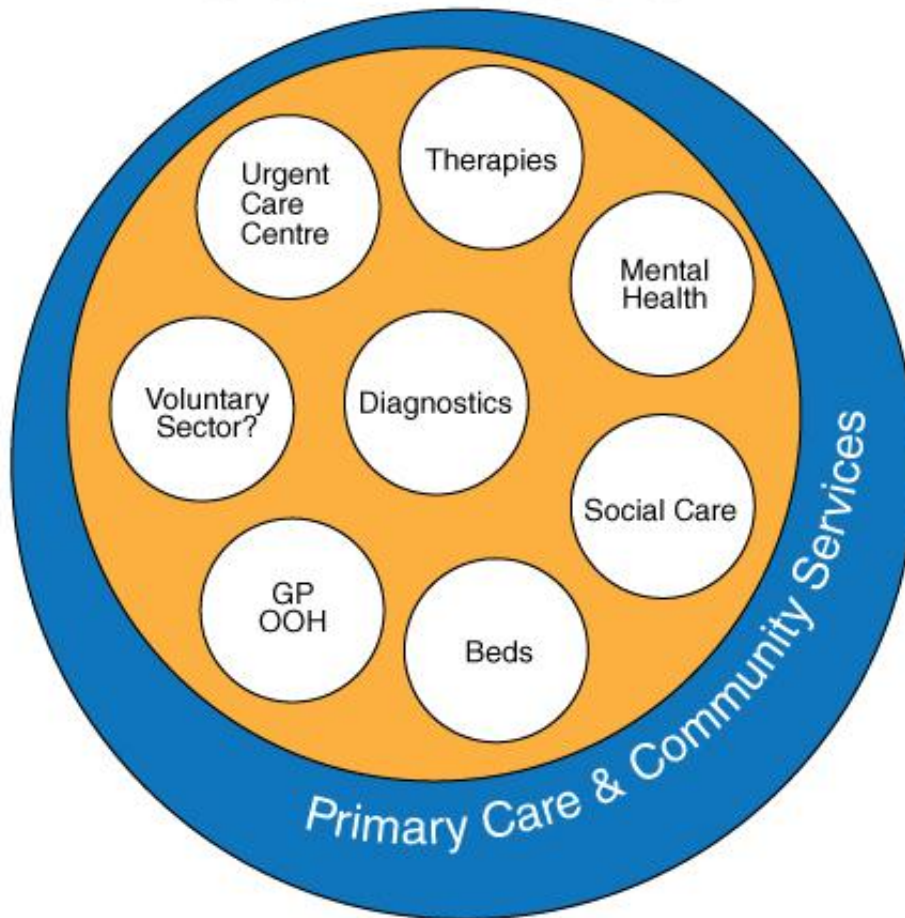 Therapies
Urgent
Care
Centre
Mental
Health
Voluntary
Sector?
Diagnostics
Social Care
GP
OOH
Beds
Primary Care & Community Services